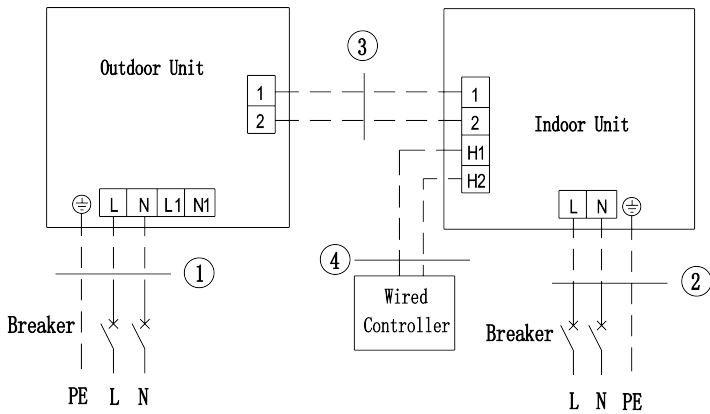 Outdoor Unit
1
2
L N L1 N1
1
Breaker
PE L N
3
Indoor Unit
1
2
H1
H2
L N
4
Wired
Controller
2
Breaker
L N PE